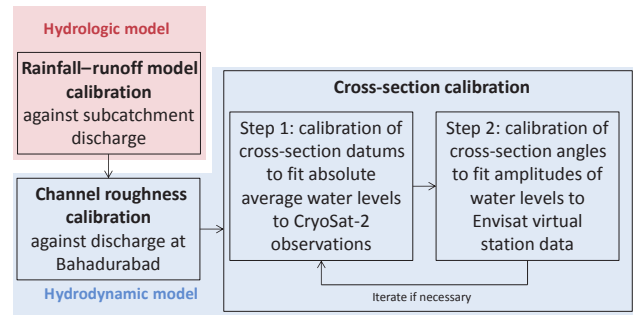 Hydrologic model
Rainfall–runoff model
calibration
against subcatchment
discharge
Channel roughness
calibration
against discharge at
Bahadurabad
Hydrodynamic model
Cross-section calibration
Step 1: calibration of
cross-section datums
to fit absolute
average water levels
to CryoSat-2
observations
Step 2: calibration of
cross-section angles
to fit amplitudes of
water levels to
Envisat virtual
station data
Iterate if necessary